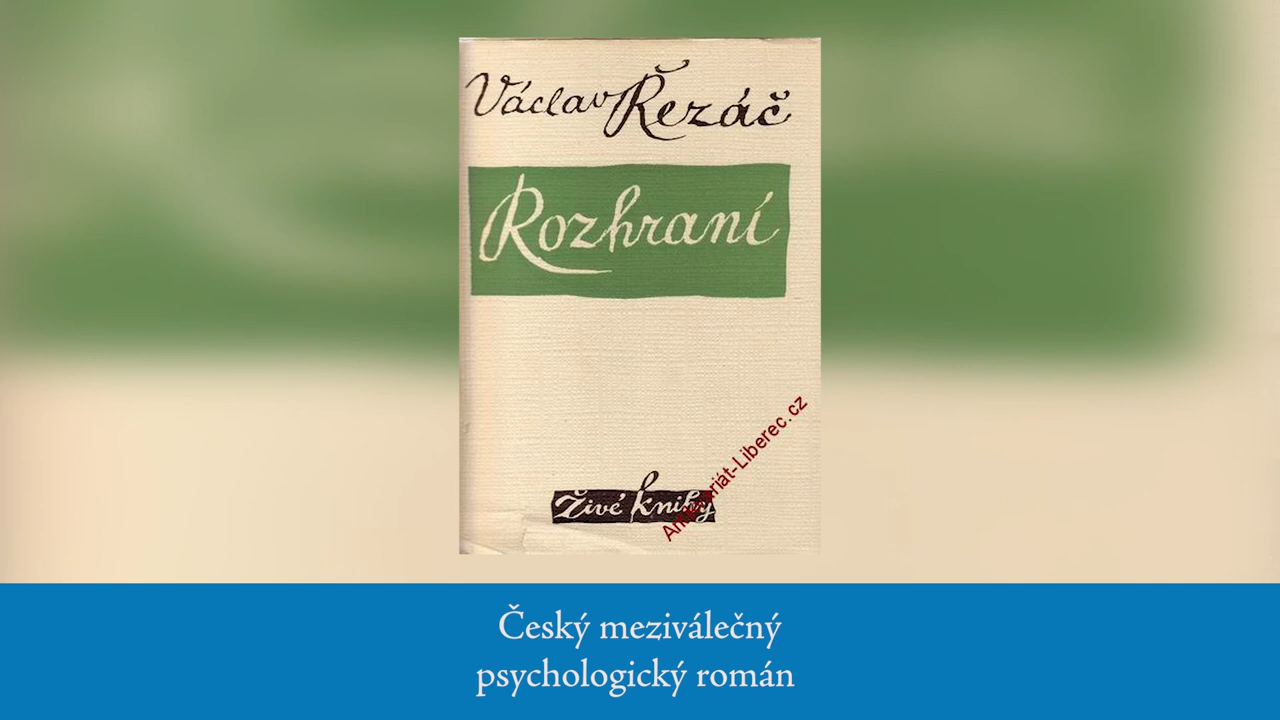 Václav Řezáč
Rozhraní
Živé knihy
Antikvariát-Liberec.cz
Český meziválečný
psychologický román